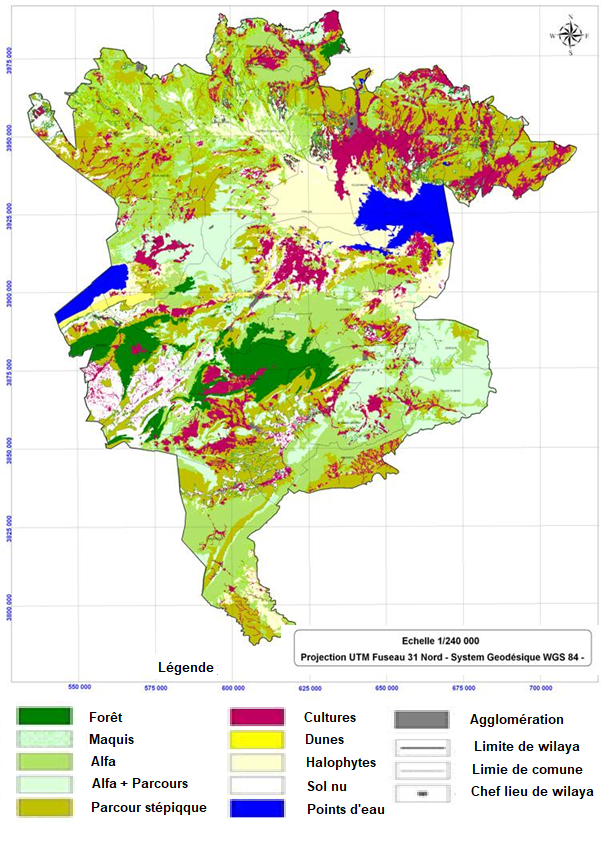 N
W E
S
3975 000
3950 000
3925 000
3900 000
3875 000
3850 000
3825 000
3800 000
Echelle 1/240 000
Projection UTM Fuseau 31 Nord - System Geodésique WGS 84 -
Légende
550 000 575 000 600 000 625 000 650 000 675 000 700 000
Forêt Cultures Agglomération
Maquis Dunes Limite de wilaya
Alfa Halophytes Limie de comune
Alfa + Parcours Sol nu Chef lieu de wilaya
Parcour stépiqque Points d'eau